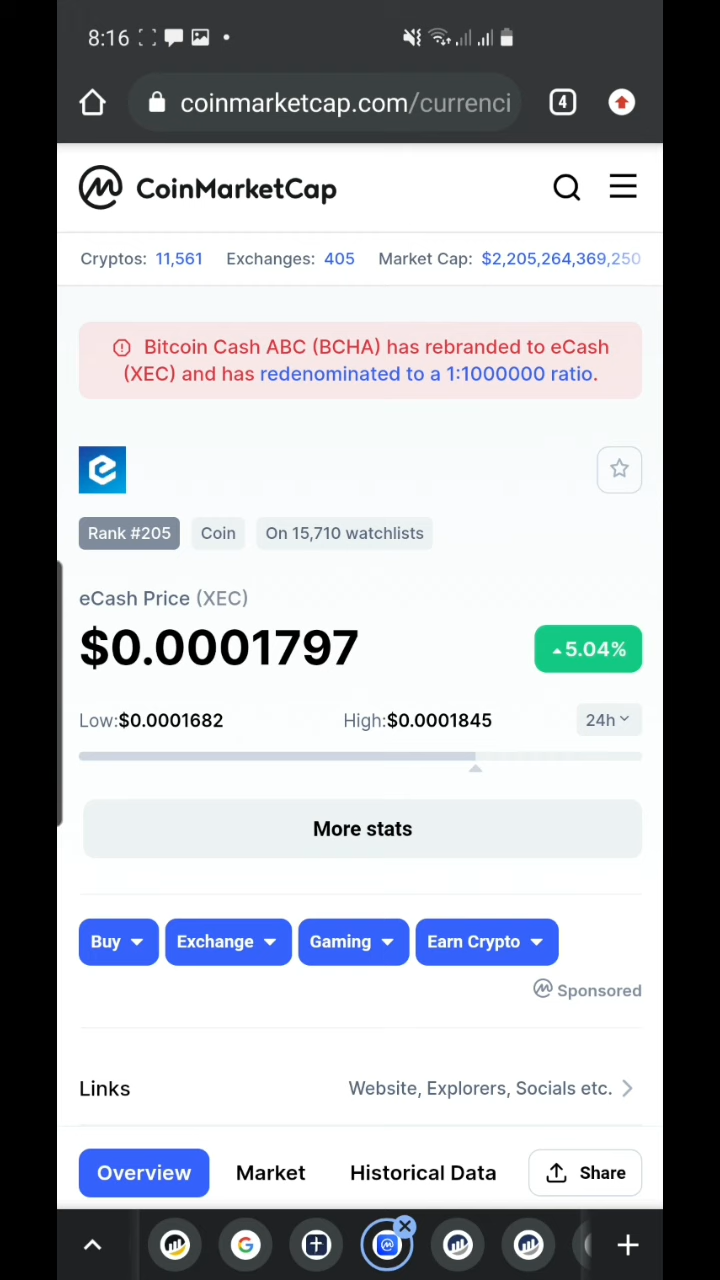 8:16
coinmarketcap.com/currenci
4
CoinMarketCap
Cryptos: 11,561 Exchanges: 405 Market Cap: $2,205,264,369,250
Bitcoin Cash ABC (BCHA) has rebranded to eCash
(XEC) and has redenominated to a 1:1000000 ratio.
Rank #205 Coin On 15,710 watchlists
eCash Price (XEC)
$0.0001797 5.04%
Low:$0.0001682 High:$0.0001845 24h
More stats
Buy Exchange Gaming Earn Crypto
Sponsored
Links Website, Explorers, Socials etc.
Overview Market Historical Data Share